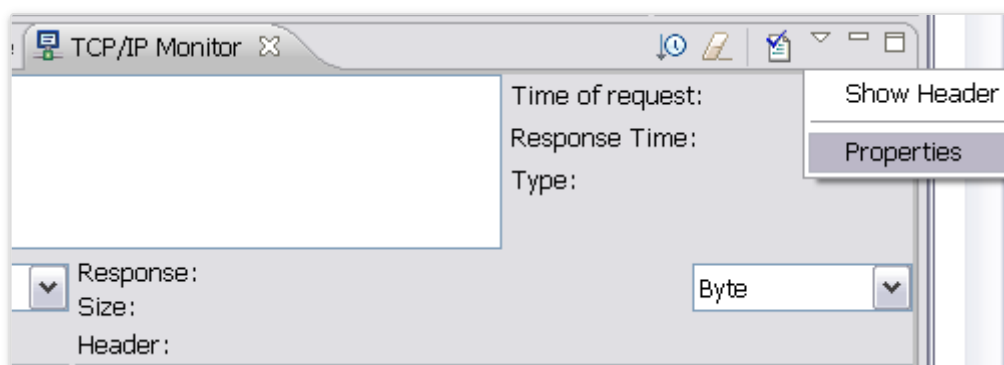 TCP/IP Monitor
Time of request:
Show Header
Response Time:
Properties
Type:
Response:
Byte
Size:
Header: